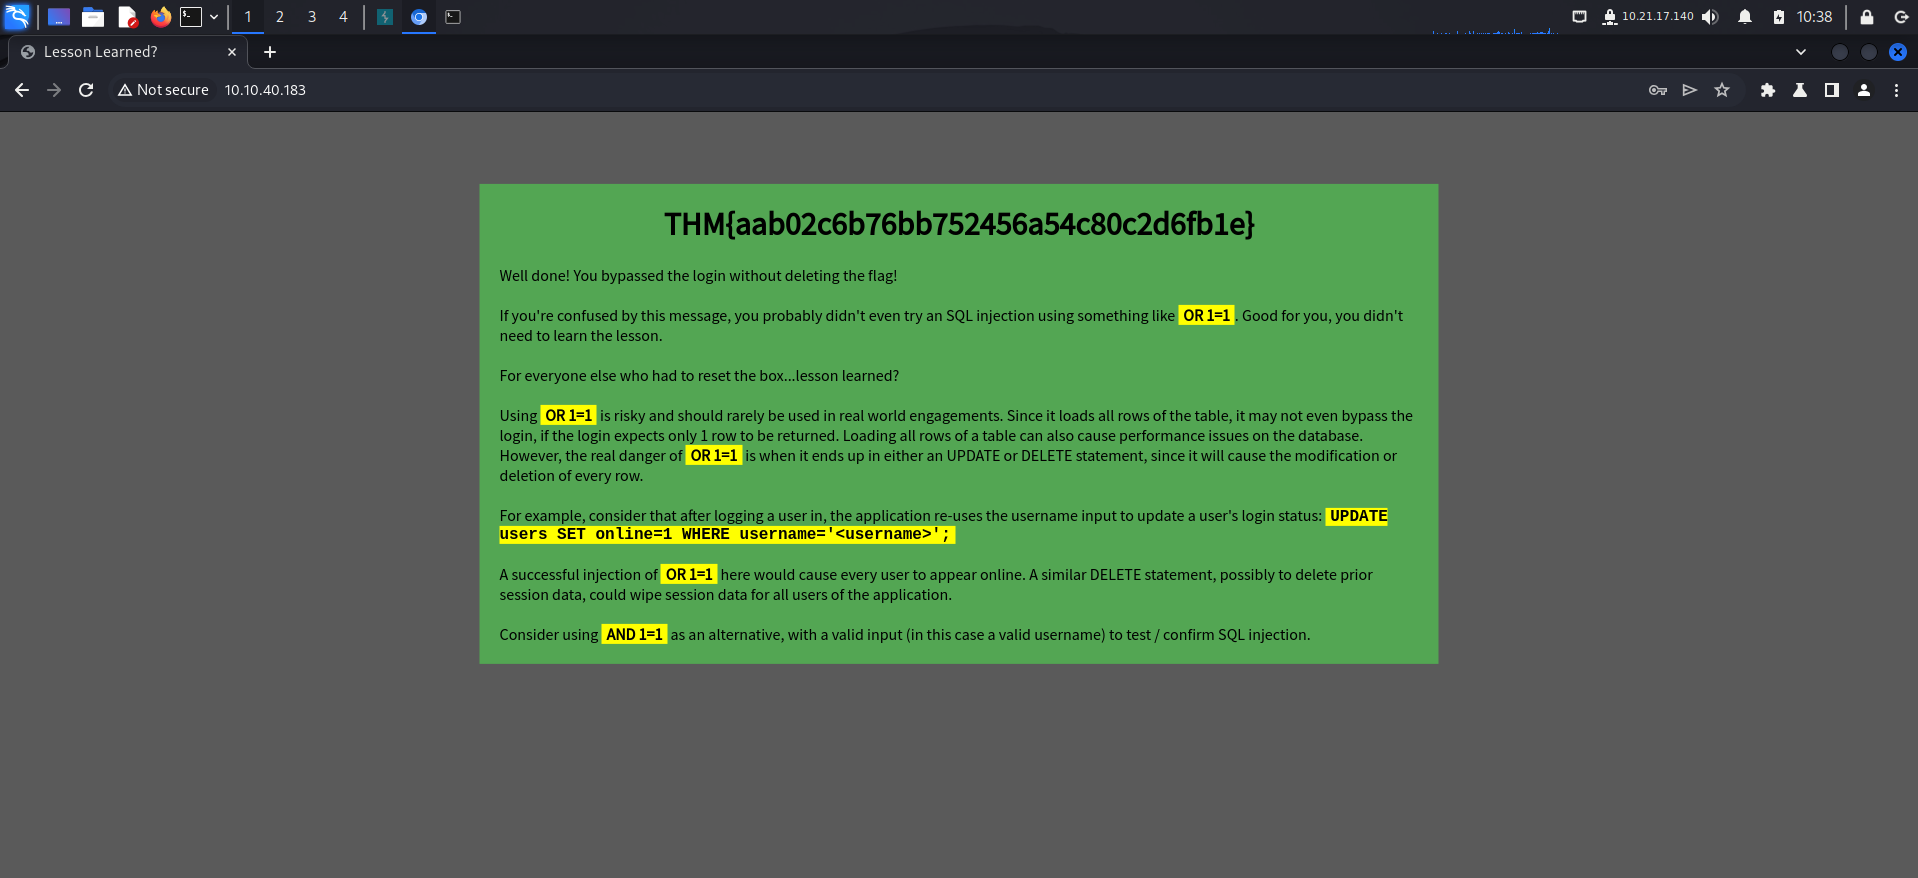 1 2 3 4 10.21.17.140 10:38
Lesson Learned?
Not secure 10.10.40.183
THM{aab02c6b76bb752456a54c80c2d6fb1e}
Well done! You bypassed the login without deleting the flag!
If you're confused by this message, you probably didn't even try an SQL injection using something like OR 1=1. Good for you, you didn't
need to learn the lesson.
For everyone else who had to reset the box...lesson learned?
Using OR 1=1 is risky and should rarely be used in real world engagements. Since it loads all rows of the table, it may not even bypass the
login, if the login expects only 1 row to be returned. Loading all rows of a table can also cause performance issues on the database.
However, the real danger of OR 1=1 is when it ends up in either an UPDATE or DELETE statement, since it will cause the modification or
deletion of every row.
For example, consider that after logging a user in, the application re-uses the username input to update a user's login status: UPDATE
users SET online=1 WHERE username='<username>';
A successful injection of OR 1=1 here would cause every user to appear online. A similar DELETE statement, possibly to delete prior
session data, could wipe session data for all users of the application.
Consider using AND 1=1 as an alternative, with a valid input (in this case a valid username) to test / confirm SQL injection.